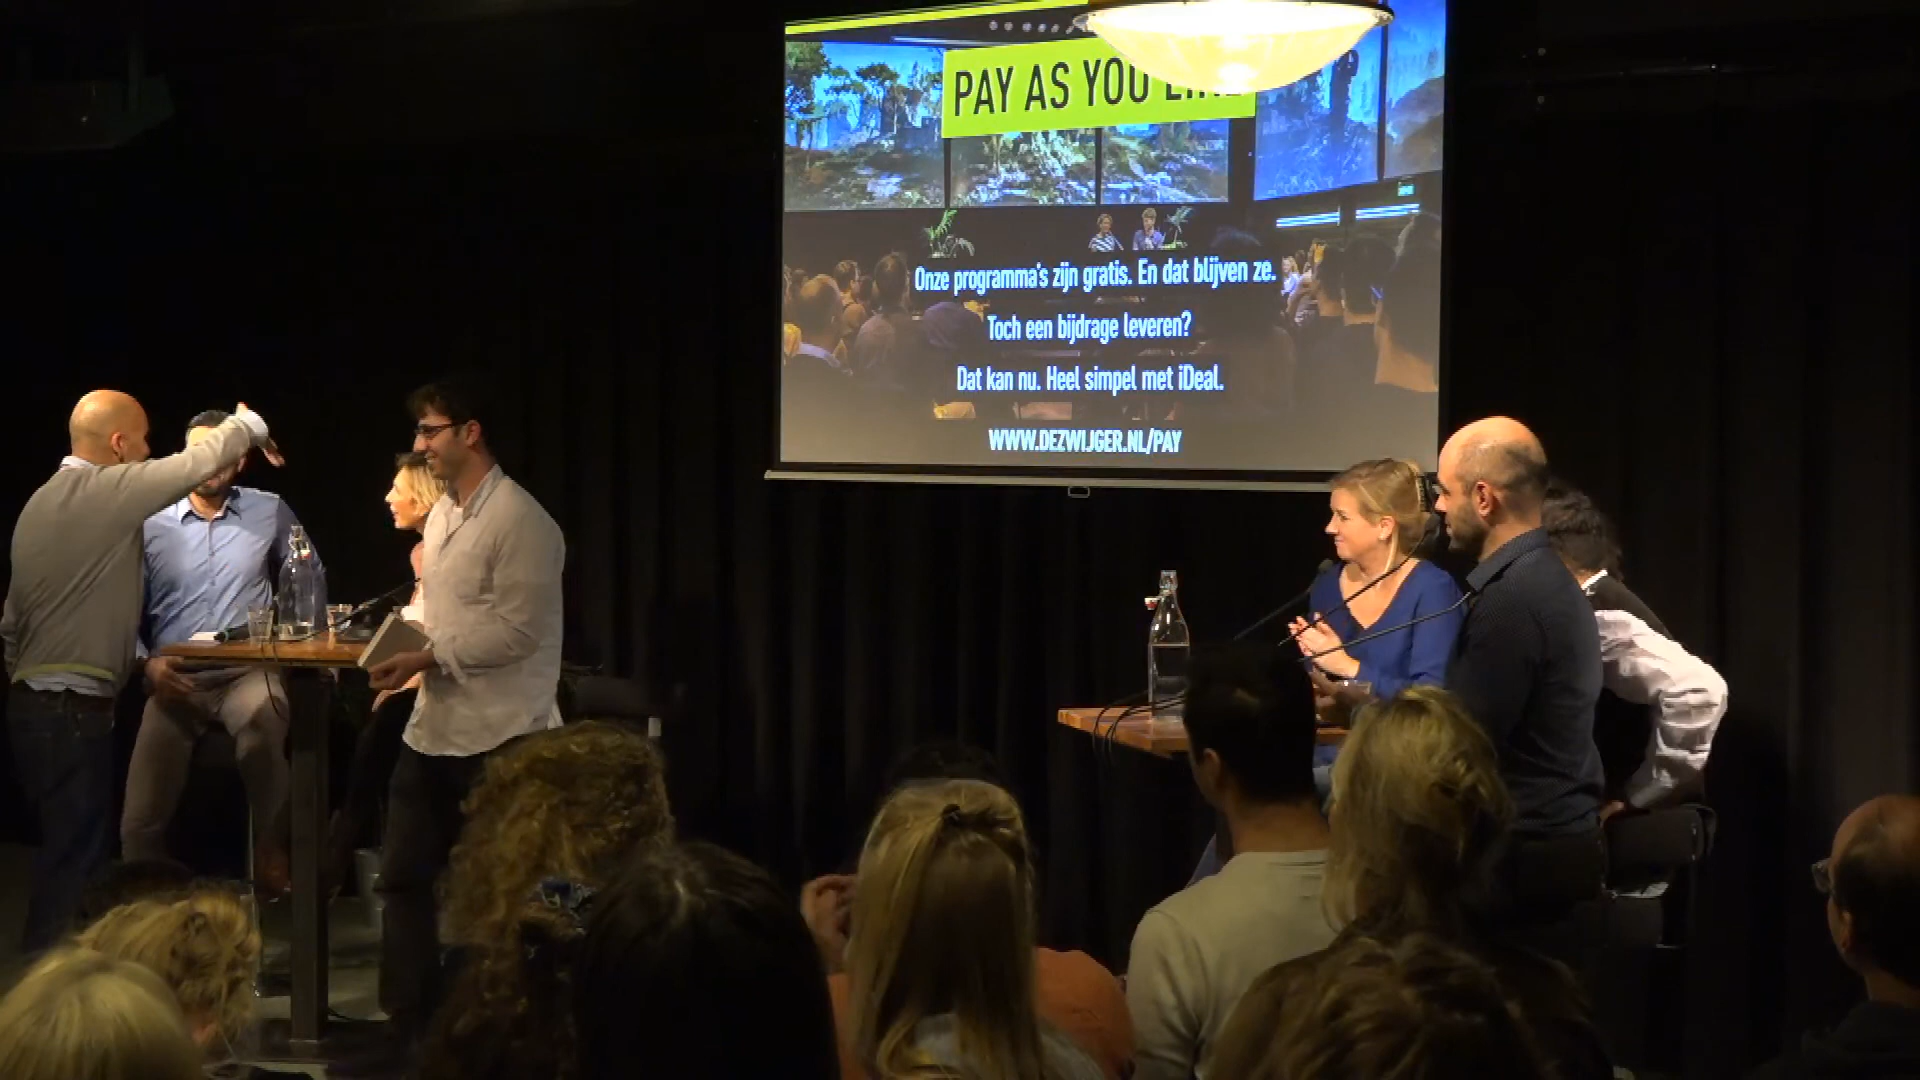 PAY AS YOU
Onze programma's zijn gratis. En dat blijven ze.
Toch een bijdrage leveren?
Dat kan nu. Heel simpel met iDeal.
WWW.DEZWIJGER.NL/PAY